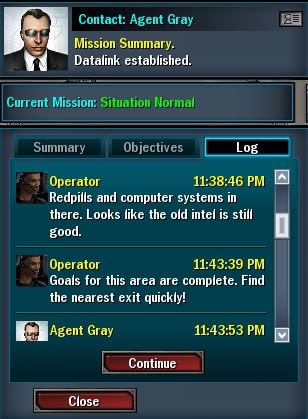 Contact: Agent Gray
Mission Summary.
Datalink established.
Current Mission: Situation Normal
Summary Objectives Log
Operator 11:38:46 PM
Redpills and computer systems in
there. Looks like the old intel is still
good.
Operator 11:43:39 PM
Goals for this area are complete. Find
the nearest exit quickly!
Agent Gray 11:43:53 PM
Continue
Close